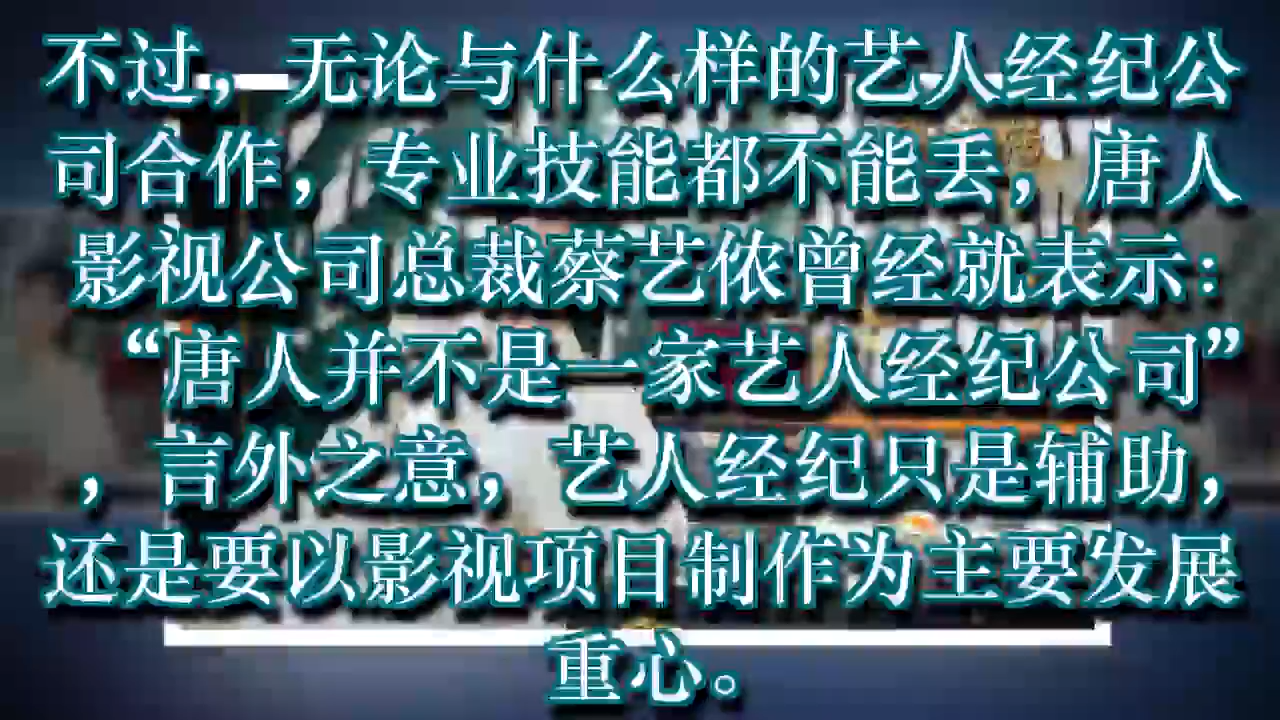 不过，无论与什么样的艺人经纪公
司合作，专业技能都不能丢，唐人
影视公司总裁蔡艺侬曾经就表示：
“唐人并不是一家艺人经纪公司”
，言外之意，艺人经纪只是辅助，
还是要以影视项目制作为主要发展
重心。